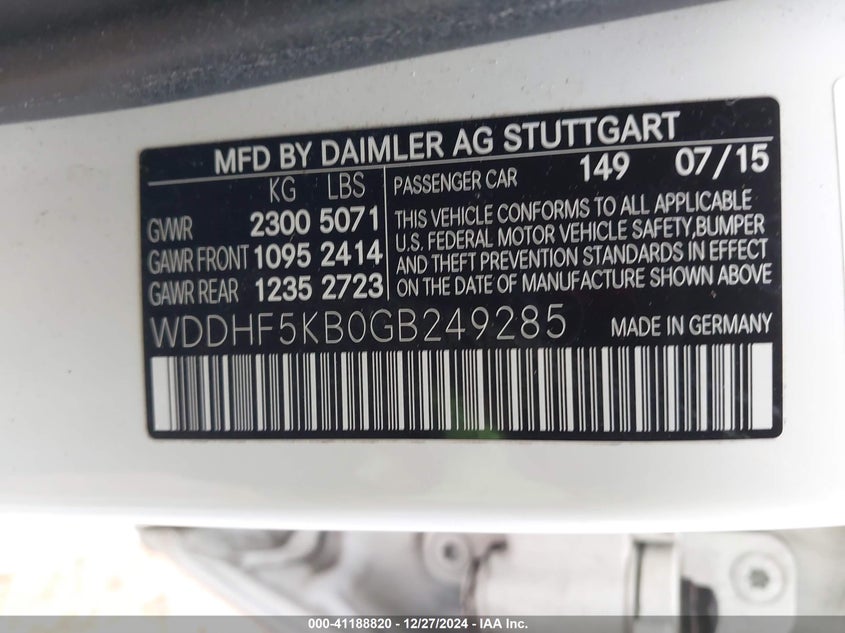 MFD BY DAIMLER AG STUTTGART
KG LBS
GVWR 2300 5071
GAWR FRONT 1095 2414
GAWR REAR 1235 2723
PASSENGER CAR 149 07/15
THIS VEHICLE CONFORMS TO ALL APPLICABLE
U.S. FEDERAL MOTOR VEHICLE SAFETY,BUMPER
AND THEFT PREVENTION STANDARDS IN EFFECT
ON THE DATE OF MANUFACTURE SHOWN ABOVE
WDDHF5KB0GB249285 MADE IN GERMANY
000-41188820 - 12/27/2024 - IAA Inc.